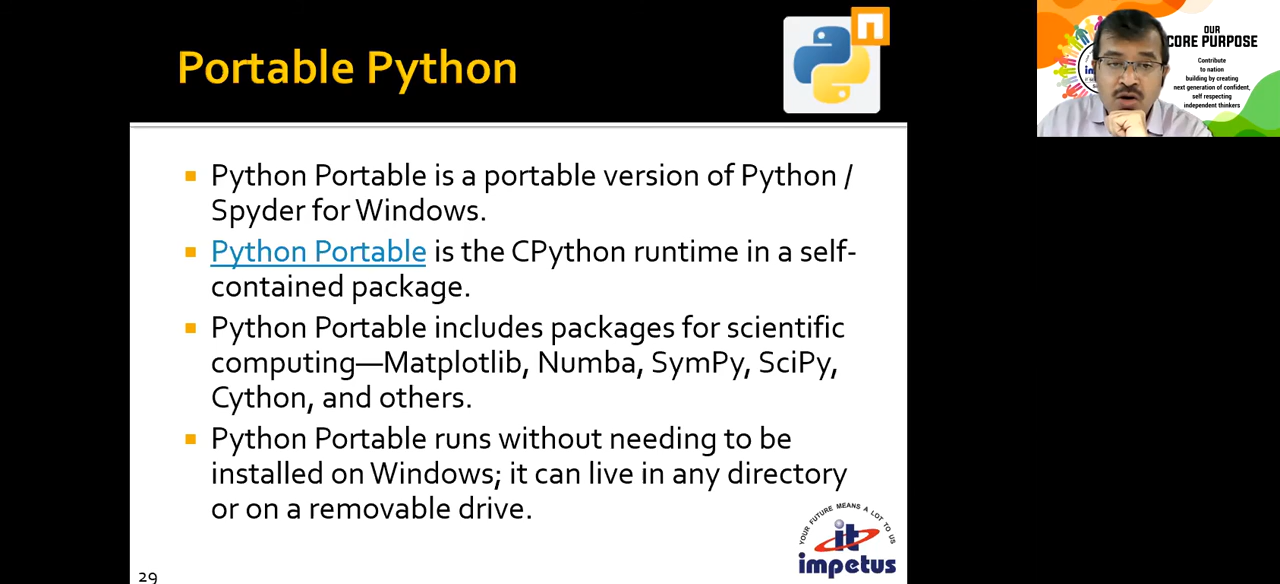 Portable Python
n
OUR
CORE PURPOSE
Contribute
to nation
building by creating
next generation of confident,
self respecting
independent thinkers
Python Portable is a portable version of Python /
Spyder for Windows.
Python Portable is the CPython runtime in a self-
contained package.
Python Portable includes packages for scientific
computing—Matplotlib, Numba, SymPy, SciPy,
Cython, and others.
Python Portable runs without needing to be
installed on Windows; it can live in any directory
or on a removable drive.
YOUR FUTURE MEANS A LOT TO US
it
impetus
29